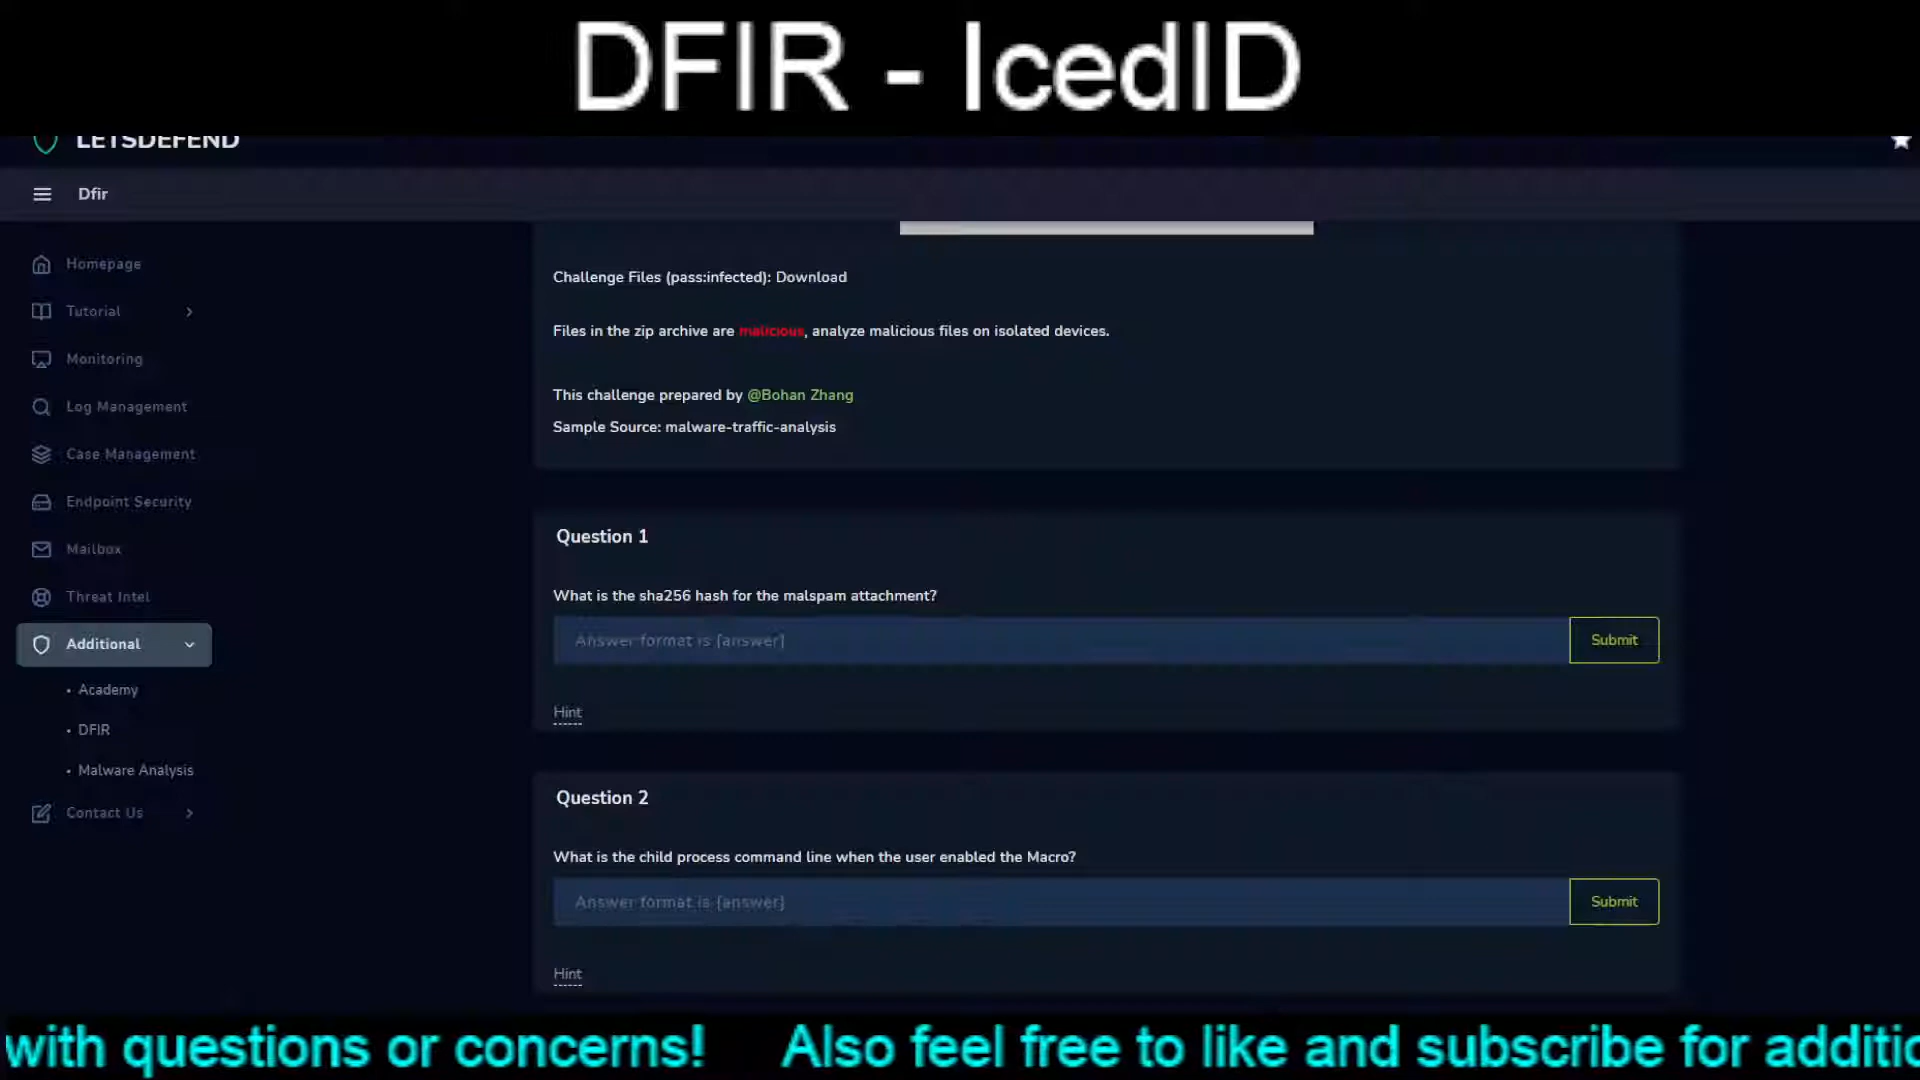 DFIR - IcedID
LETSDEFEND
Dfir
Homepage
Tutorial
Monitoring
Log Management
Case Management
Endpoint Security
Mailbox
Threat Intel
Additional
Academy
DFIR
Malware Analysis
Contact Us
Challenge Files (pass:infected): Download
Files in the zip archive are malicious, analyze malicious files on isolated devices.
This challenge prepared by @Bohan Zhang
Sample Source: malware-traffic-analysis
Question 1
What is the sha256 hash for the malspam attachment?
Answer format is [answer]
Submit
Hint
Question 2
What is the child process command line when the user enabled the Macro?
Answer format is [answer]
Submit
Hint
with questions or concerns! Also feel free to like and subscribe for additic